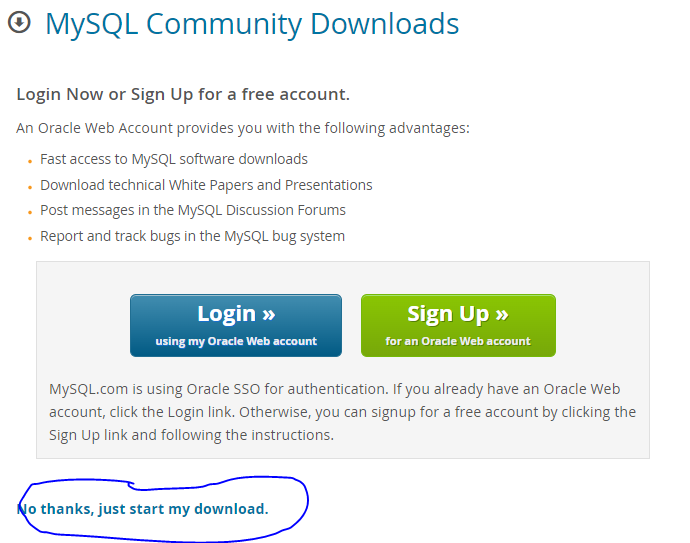 MySQL Community Downloads
Login Now or Sign Up for a free account.
An Oracle Web Account provides you with the following advantages:
Fast access to MySQL software downloads
Download technical White Papers and Presentations
Post messages in the MySQL Discussion Forums
Report and track bugs in the MySQL bug system
Login »
using my Oracle Web account
Sign Up »
for an Oracle Web account
MySQL.com is using Oracle SSO for authentication. If you already have an Oracle Web
account, click the Login link. Otherwise, you can signup for a free account by clicking the
Sign Up link and following the instructions.
No thanks, just start my download.